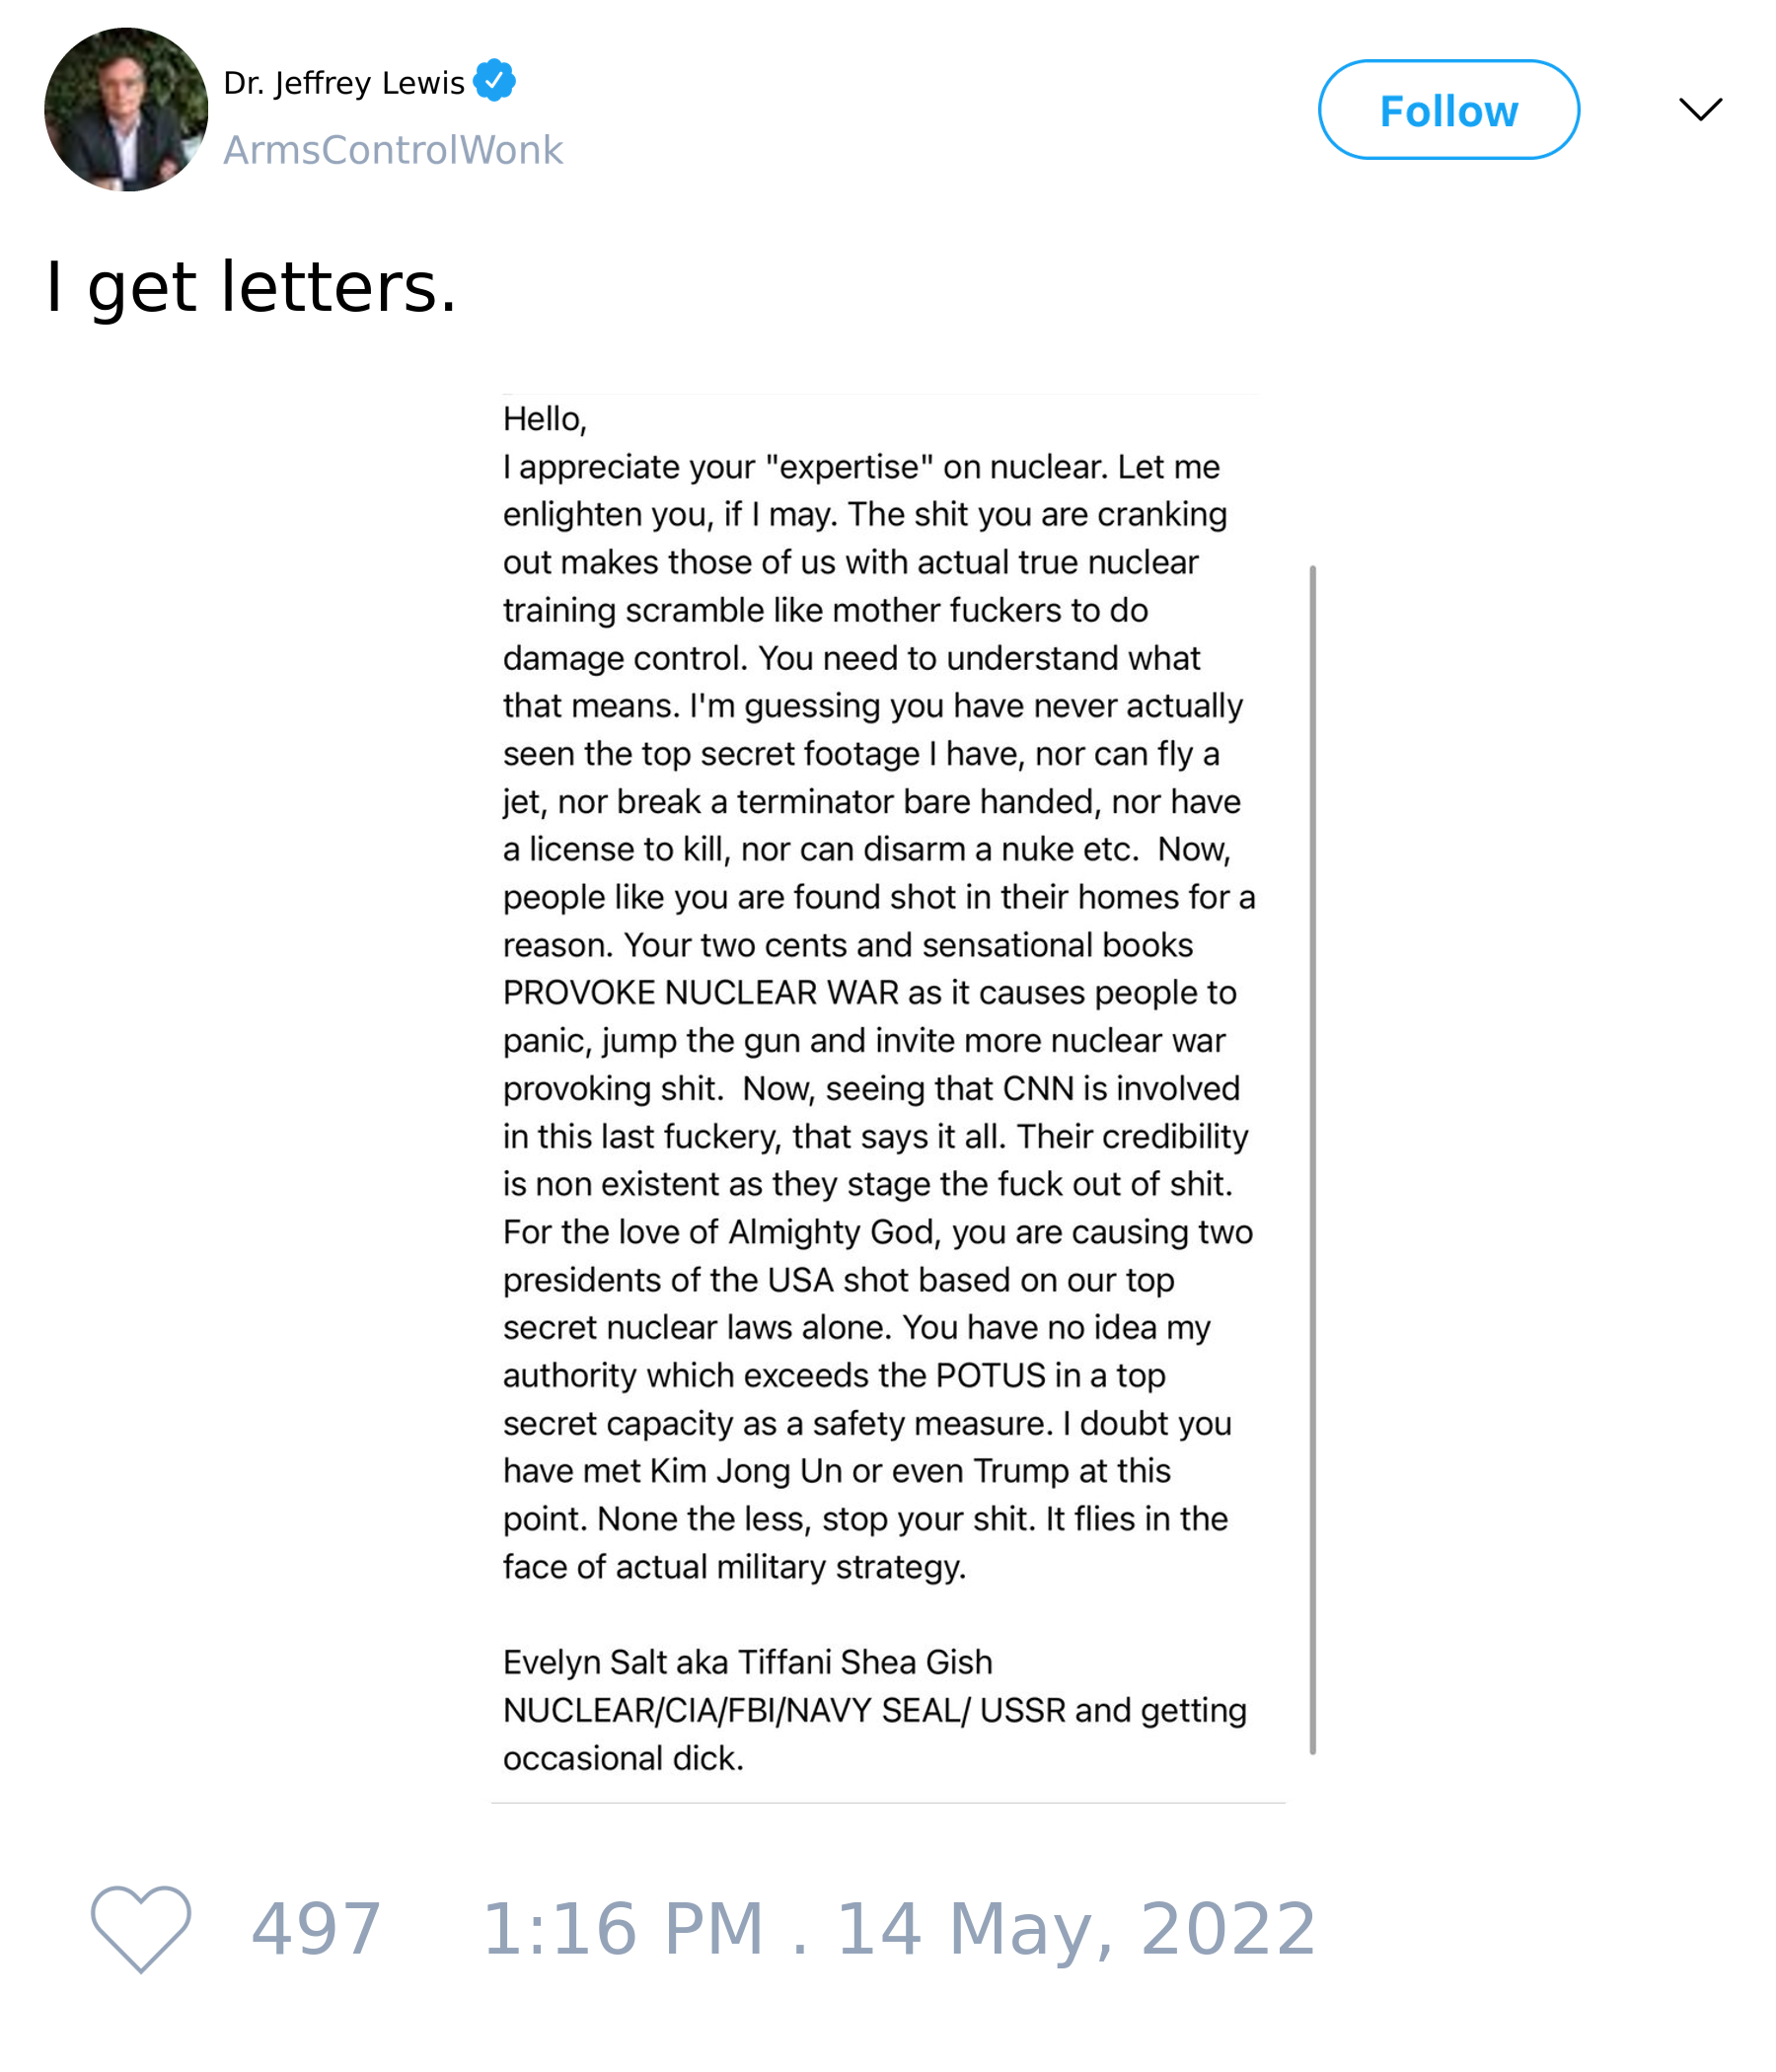 Dr. Jeffrey Lewis
ArmsControlWonk
Follow
I get letters.
Hello,
I appreciate your "expertise" on nuclear. Let me
enlighten you, if I may. The shit you are cranking
out makes those of us with actual true nuclear
training scramble like mother fuckers to do
damage control. You need to understand what
that means. I'm guessing you have never actually
seen the top secret footage I have, nor can fly a
jet, nor break a terminator bare handed, nor have
a license to kill, nor can disarm a nuke etc.  Now,
people like you are found shot in their homes for a
reason. Your two cents and sensational books
PROVOKE NUCLEAR WAR as it causes people to
panic, jump the gun and invite more nuclear war
provoking shit.  Now, seeing that CNN is involved
in this last fuckery, that says it all. Their credibility
is non existent as they stage the fuck out of shit.
For the love of Almighty God, you are causing two
presidents of the USA shot based on our top
secret nuclear laws alone. You have no idea my
authority which exceeds the POTUS in a top
secret capacity as a safety measure. I doubt you
have met Kim Jong Un or even Trump at this
point. None the less, stop your shit. It flies in the
face of actual military strategy.
Evelyn Salt aka Tiffani Shea Gish
NUCLEAR/CIA/FBI/NAVY SEAL/ USSR and getting
occasional dick.
497 1:16 PM . 14 May, 2022